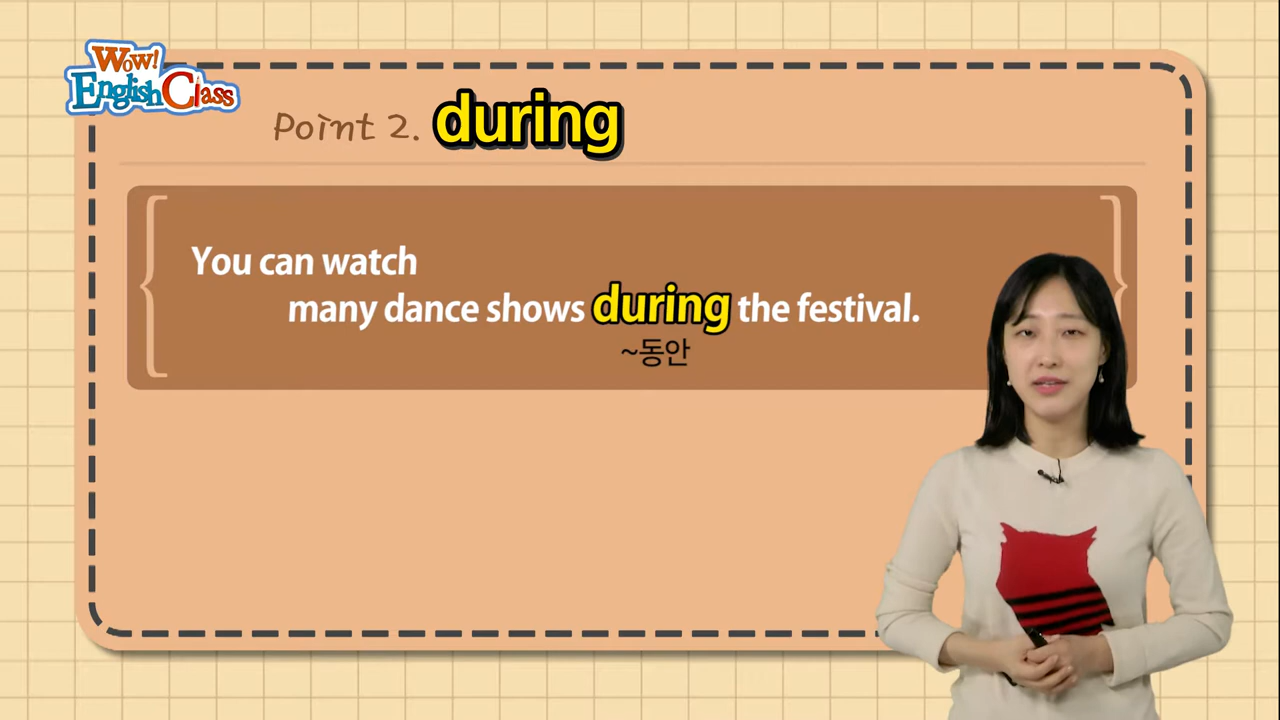 Wow!
English Class
Point 2. during
You can watch
many dance shows during the festival.
~동안